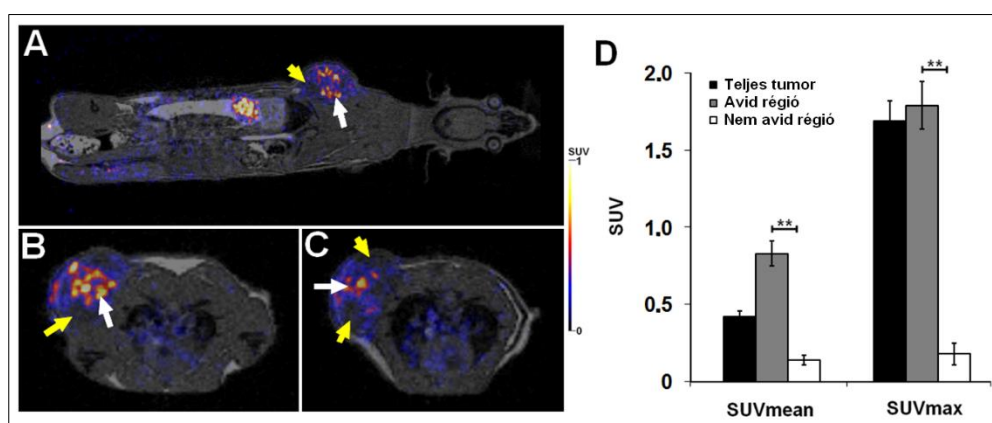 A
B
C
SUV
1
0
D
Teljes tumor
Avid régió
Nem avid régió
**
**
2.0
1.5
1.0
0.5
0
SUV
SUVmean
SUVmax